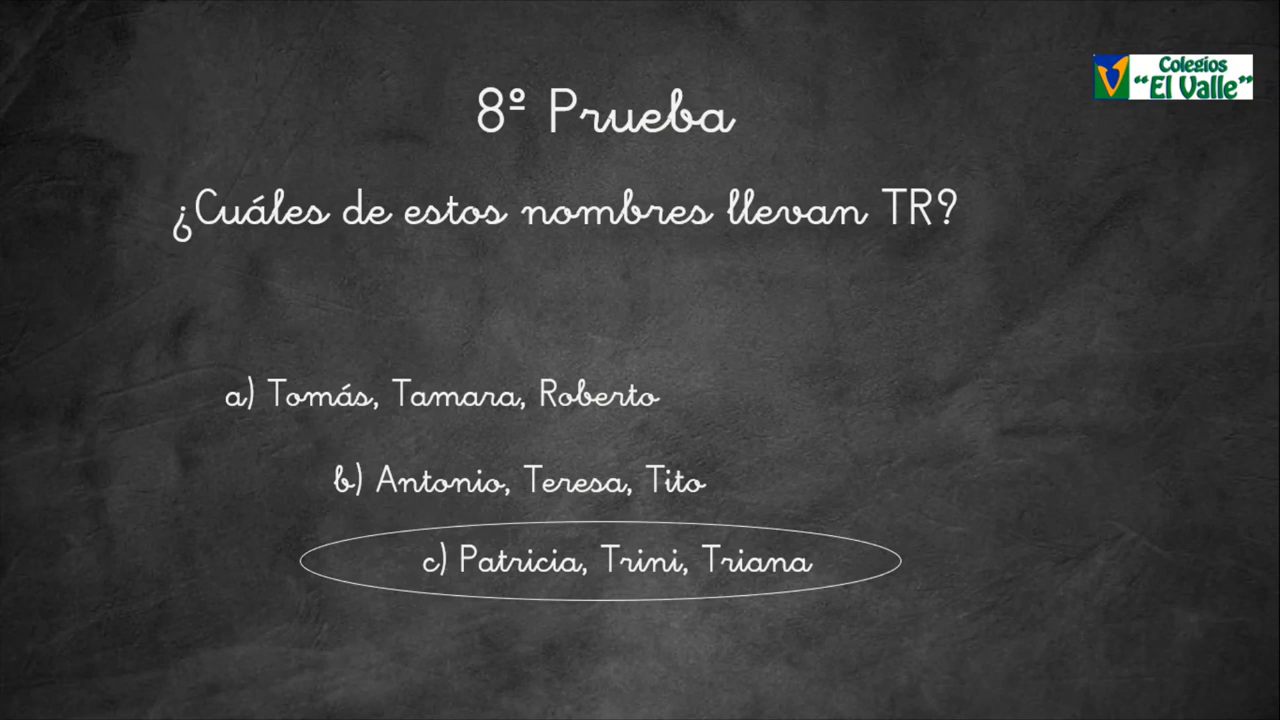 Colegios
"El Valle"
8º Prueba
¿Cuáles de estos nombres llevan TR?
a) Tomás, Tamara, Roberto
b) Antonio, Teresa, Tito
c) Patricia, Trini, Triana